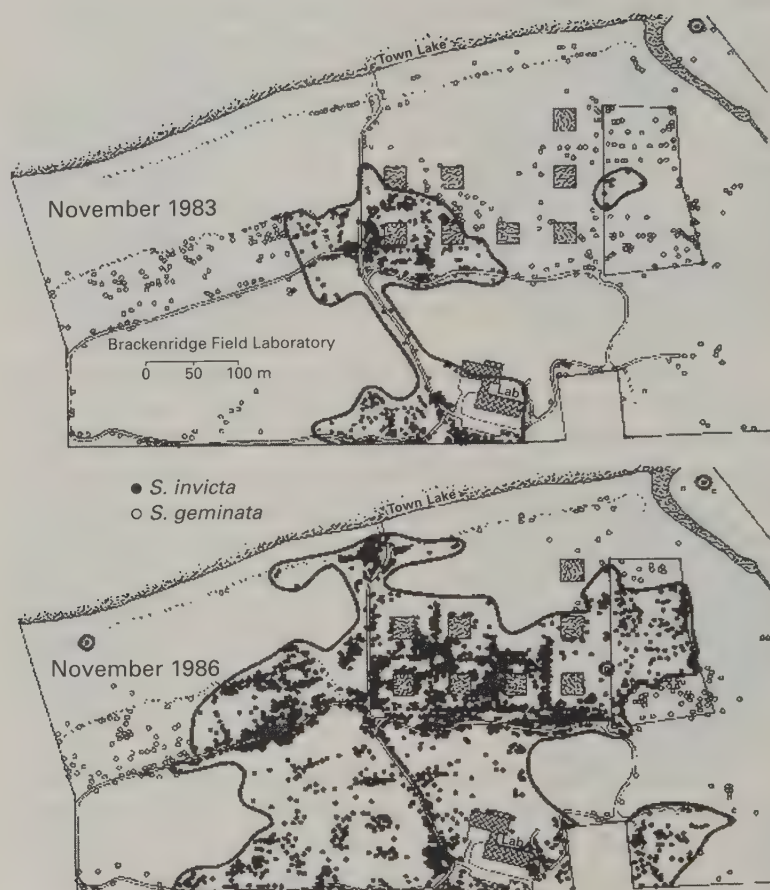 Town Lake
November 1983
Brackenridge Field Laboratory
0 50 100 m
Lab
● S. invicta
○ S. geminata
Town Lake
November 1986
Lab